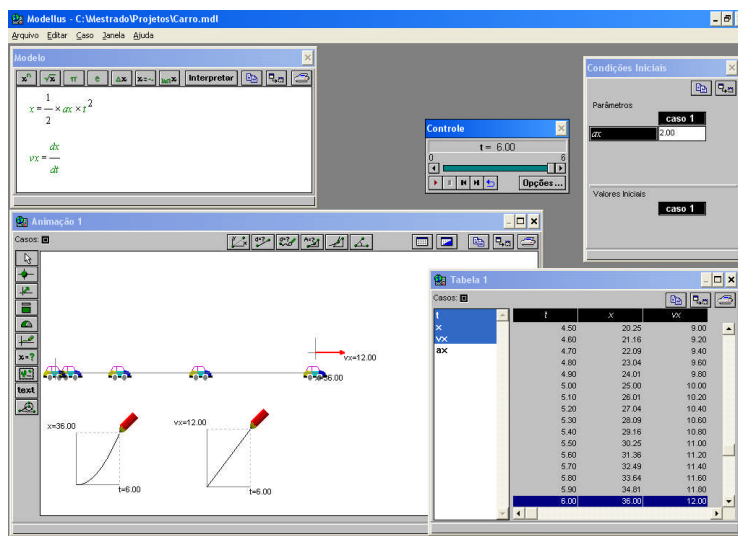 Modellus - C:\Mestrado\Projetos\Carro.mdl
Arquivo Editar Caso Janela Ajuda
Modelo
xⁿ √x π e Δx Interpretar
x = 1/2 × ax × t²
vx = dx/dt
Controle
t = 6.00
0 6
Opções...
Condições Iniciais
Parâmetros
caso 1
ax 2.00
Valores Iniciais
caso 1
Animação 1
Casos:
x=?
text
vx=12.00
x=36.00
x=36.00
t=6.00
vx=12.00
t=6.00
Tabela 1
Casos:
t
x
vx
ax
t x vx
4.50 20.25 9.00
4.60 21.16 9.20
4.70 22.09 9.40
4.80 23.04 9.60
4.90 24.01 9.80
5.00 25.00 10.00
5.10 26.01 10.20
5.20 27.04 10.40
5.30 28.09 10.60
5.40 29.16 10.80
5.50 30.25 11.00
5.60 31.36 11.20
5.70 32.49 11.40
5.80 33.64 11.60
5.90 34.81 11.80
6.00 36.00 12.00